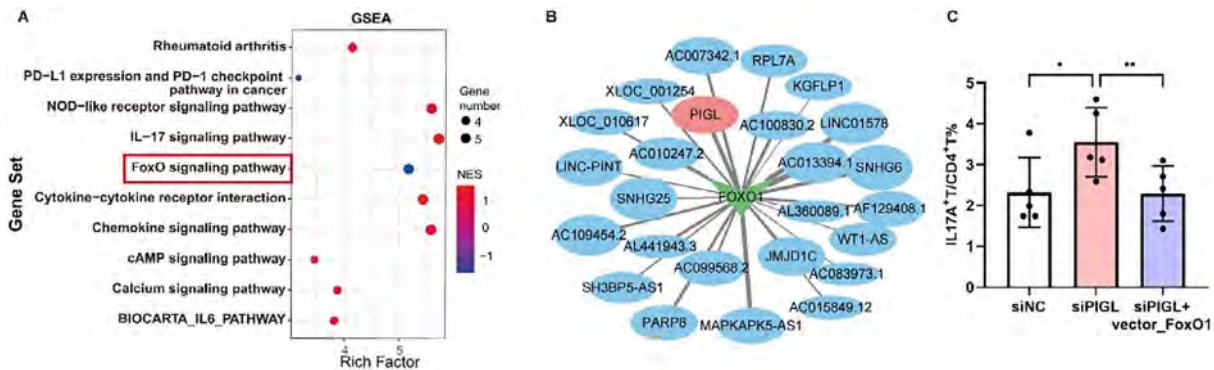 A
GSEA
Rheumatoid arthritis
PD-L1 expression and PD-1 checkpoint
pathway in cancer
NOD-like receptor signaling pathway
IL-17 signaling pathway
FoxO signaling pathway
Cytokine-cytokine receptor interaction
Chemokine signaling pathway
cAMP signaling pathway
Calcium signaling pathway
BIOCARTA_IL6_PATHWAY
Gene Set
4
5
Rich Factor
Gene
number
4
5
NES
1
0
-1
B
AC007342.1
RPL7A
XLOC_001254
KGFLP1
PIGL
XLOC_010617
AC100830.2
LINC01578
AC010247.2
LINC-PINT
AC013394.1
SNHG6
SNHG25
FOXO1
AL360089.1
AF129408.1
AC109454.2
WT1-AS
AL441943.3
JMJD1C
AC099568.2
AC083973.1
SH3BP5-AS1
AC015849.12
PARP8
MAPKAPK5-AS1
C
IL17A+T/CD4+T%
5
4
3
2
1
0
*
**
siNC
siPIGL
siPIGL+
vector_FoxO1